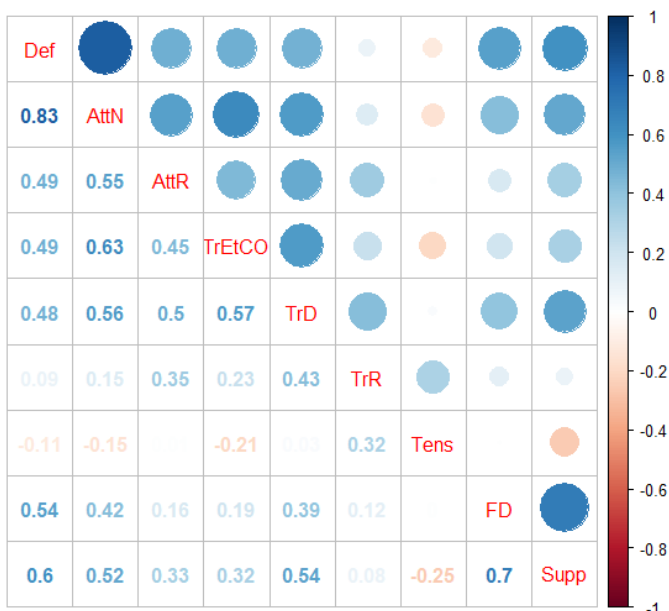 Def
0.83 AttN
0.49 0.55 AttR
0.49 0.63 0.45 TrEtCO
0.48 0.56 0.5 0.57 TrD
0.09 0.15 0.35 0.23 0.43 TrR
-0.11 -0.15 -0.21 0.03 0.32 Tens
0.54 0.42 0.16 0.19 0.39 0.12 FD
0.6 0.52 0.33 0.32 0.54 0.08 -0.25 0.7 Supp
1
0.8
0.6
0.4
0.2
0
-0.2
-0.4
-0.6
-0.8
-1